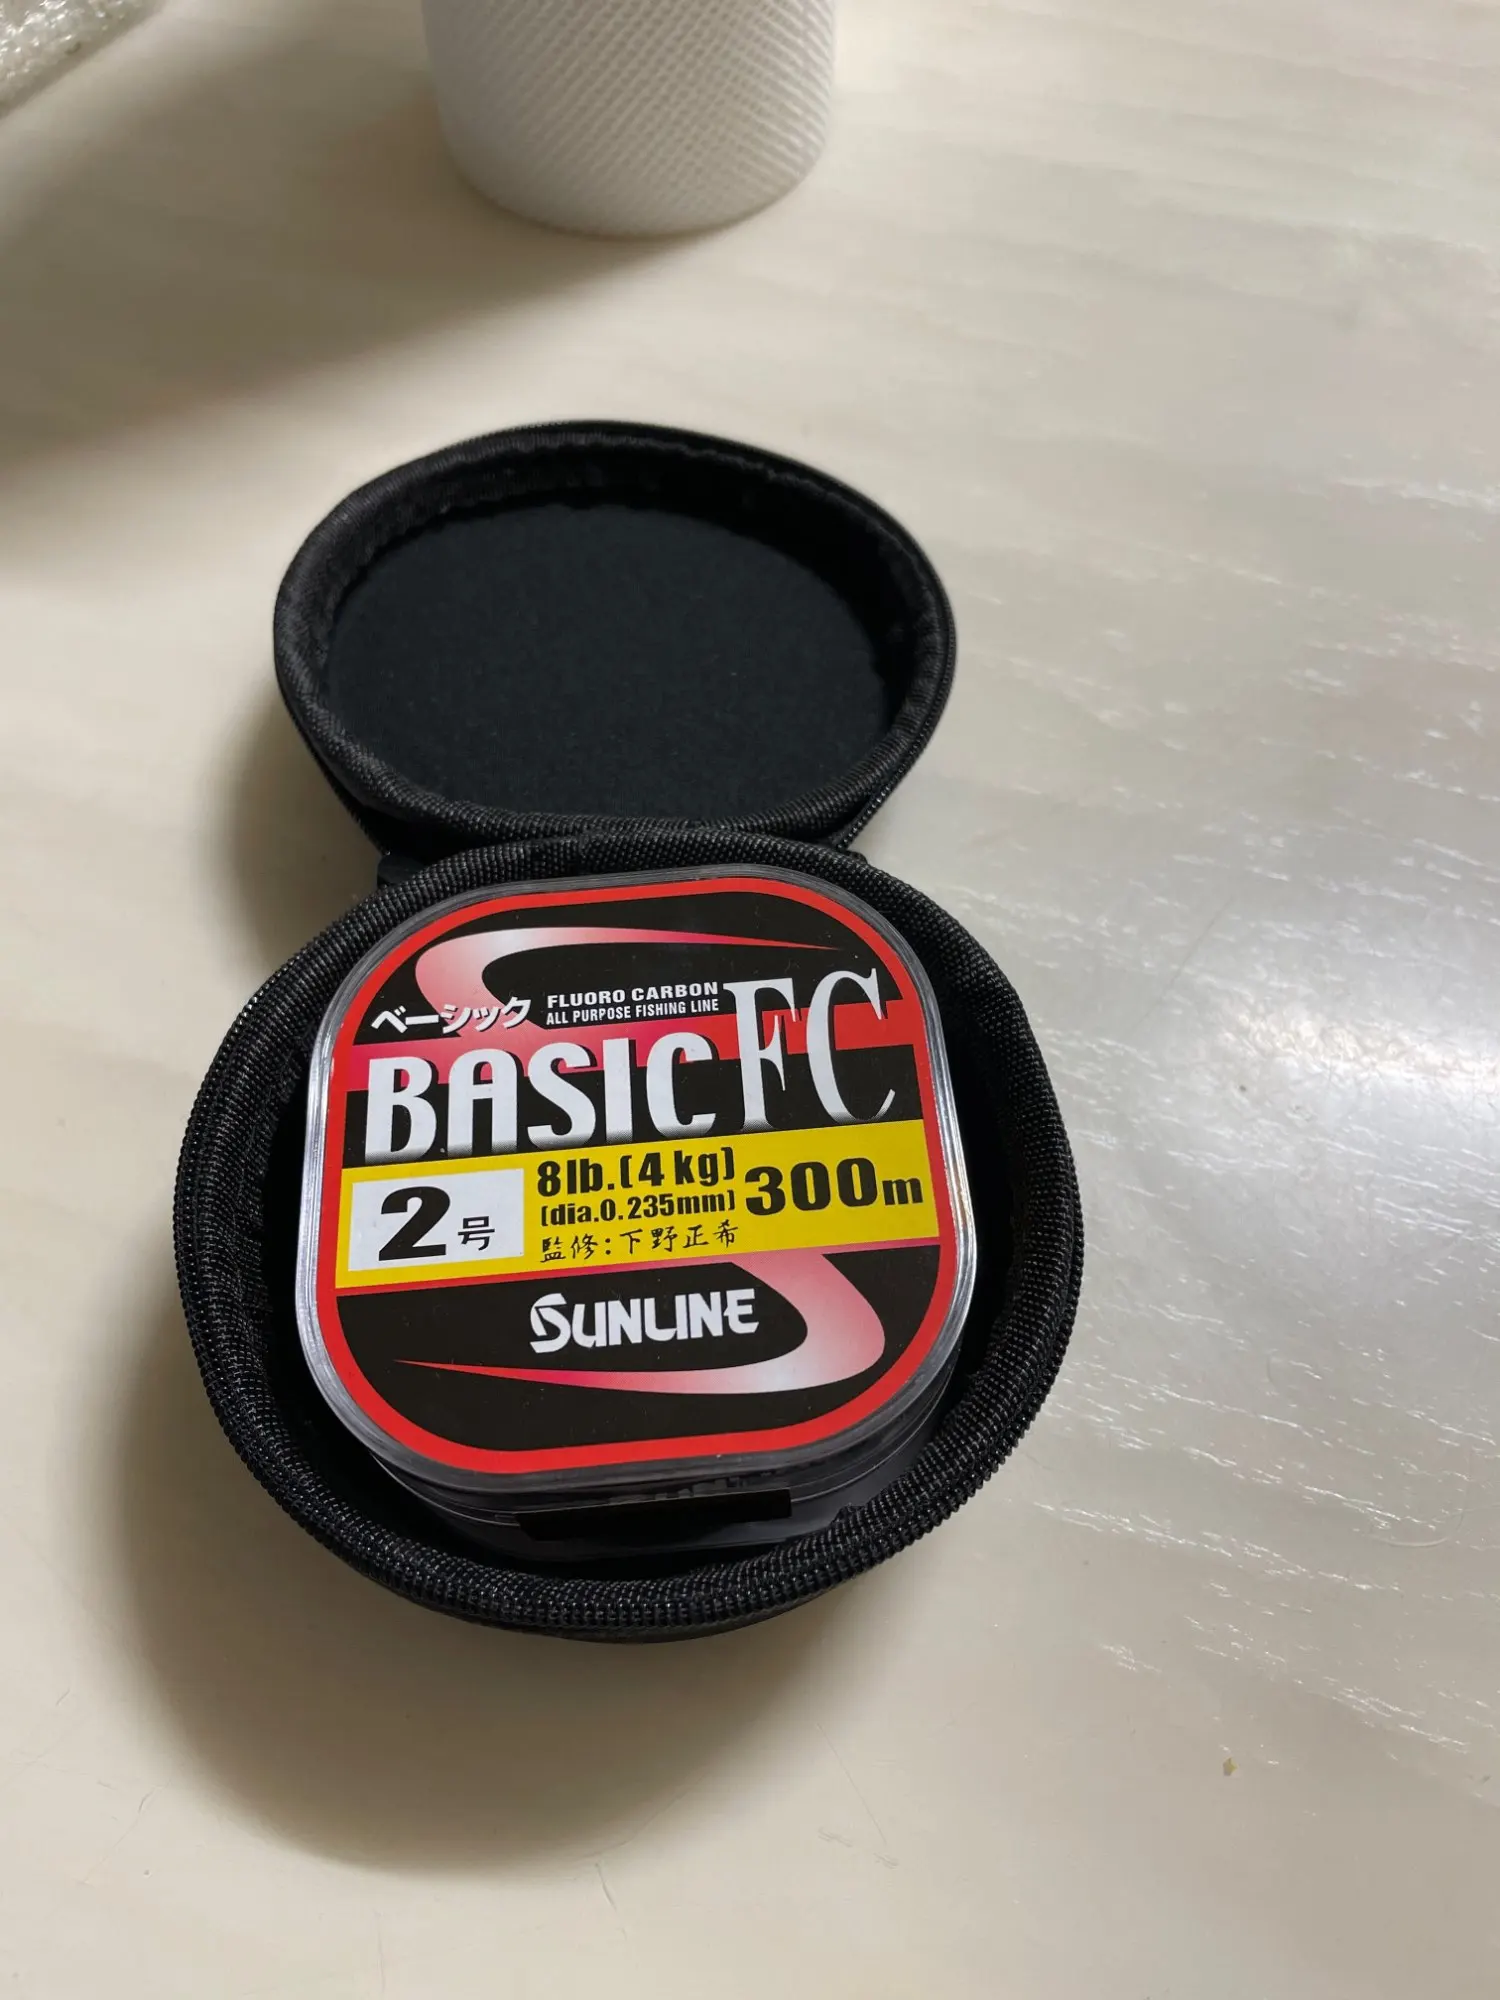 ベーシック
FLUORO CARBON
ALL PURPOSE FISHING LINE
BASIC FC
2号
8lb.(4kg)
(dia.0.235mm)
300m
監修:下野正希
SUNLINE